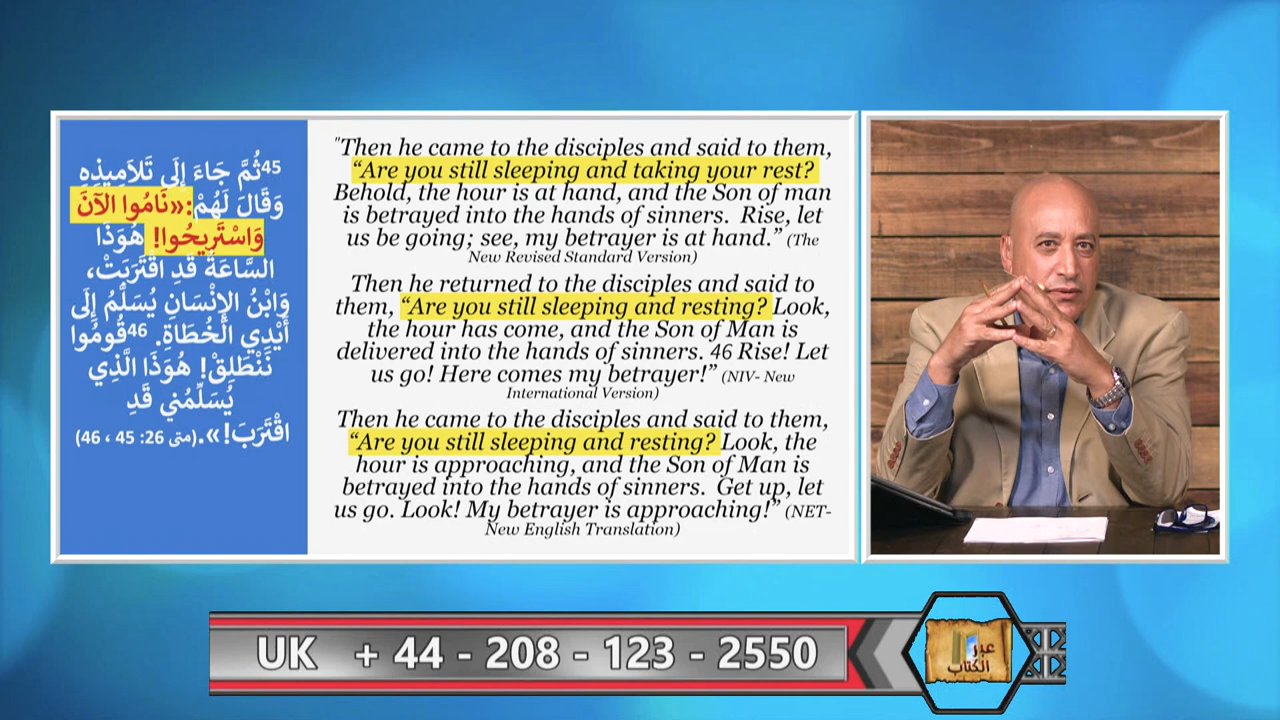 ⁴⁵ثُمَّ جَاءَ إِلَى تَلاَمِيذِهِ
وَقَالَ لَهُمْ:«نَامُوا الآنَ
وَاسْتَرِيحُوا! هُوَذَا
السَّاعَةُ قَدِ اقْتَرَبَتْ،
وَابْنُ الإِنْسَانِ يُسَلَّمُ إِلَى
أَيْدِي الْخُطَاةِ. ⁴⁶قُومُوا
نَنْطَلِقْ! هُوَذَا الَّذِي
يُسَلِّمُني قَدِ
اقْتَرَبَ!».(متى 26: 45 ، 46)
"Then he came to the disciples and said to them,
“Are you still sleeping and taking your rest?
Behold, the hour is at hand, and the Son of man
is betrayed into the hands of sinners. Rise, let
us be going; see, my betrayer is at hand.” (The
New Revised Standard Version)
Then he returned to the disciples and said to
them, “Are you still sleeping and resting? Look,
the hour has come, and the Son of Man is
delivered into the hands of sinners. 46 Rise! Let
us go! Here comes my betrayer!” (NIV- New
International Version)
Then he came to the disciples and said to them,
“Are you still sleeping and resting? Look, the
hour is approaching, and the Son of Man is
betrayed into the hands of sinners. Get up, let
us go. Look! My betrayer is approaching!” (NET-
New English Translation)
UK + 44 - 208 - 123 - 2550
عبر
الكتاب